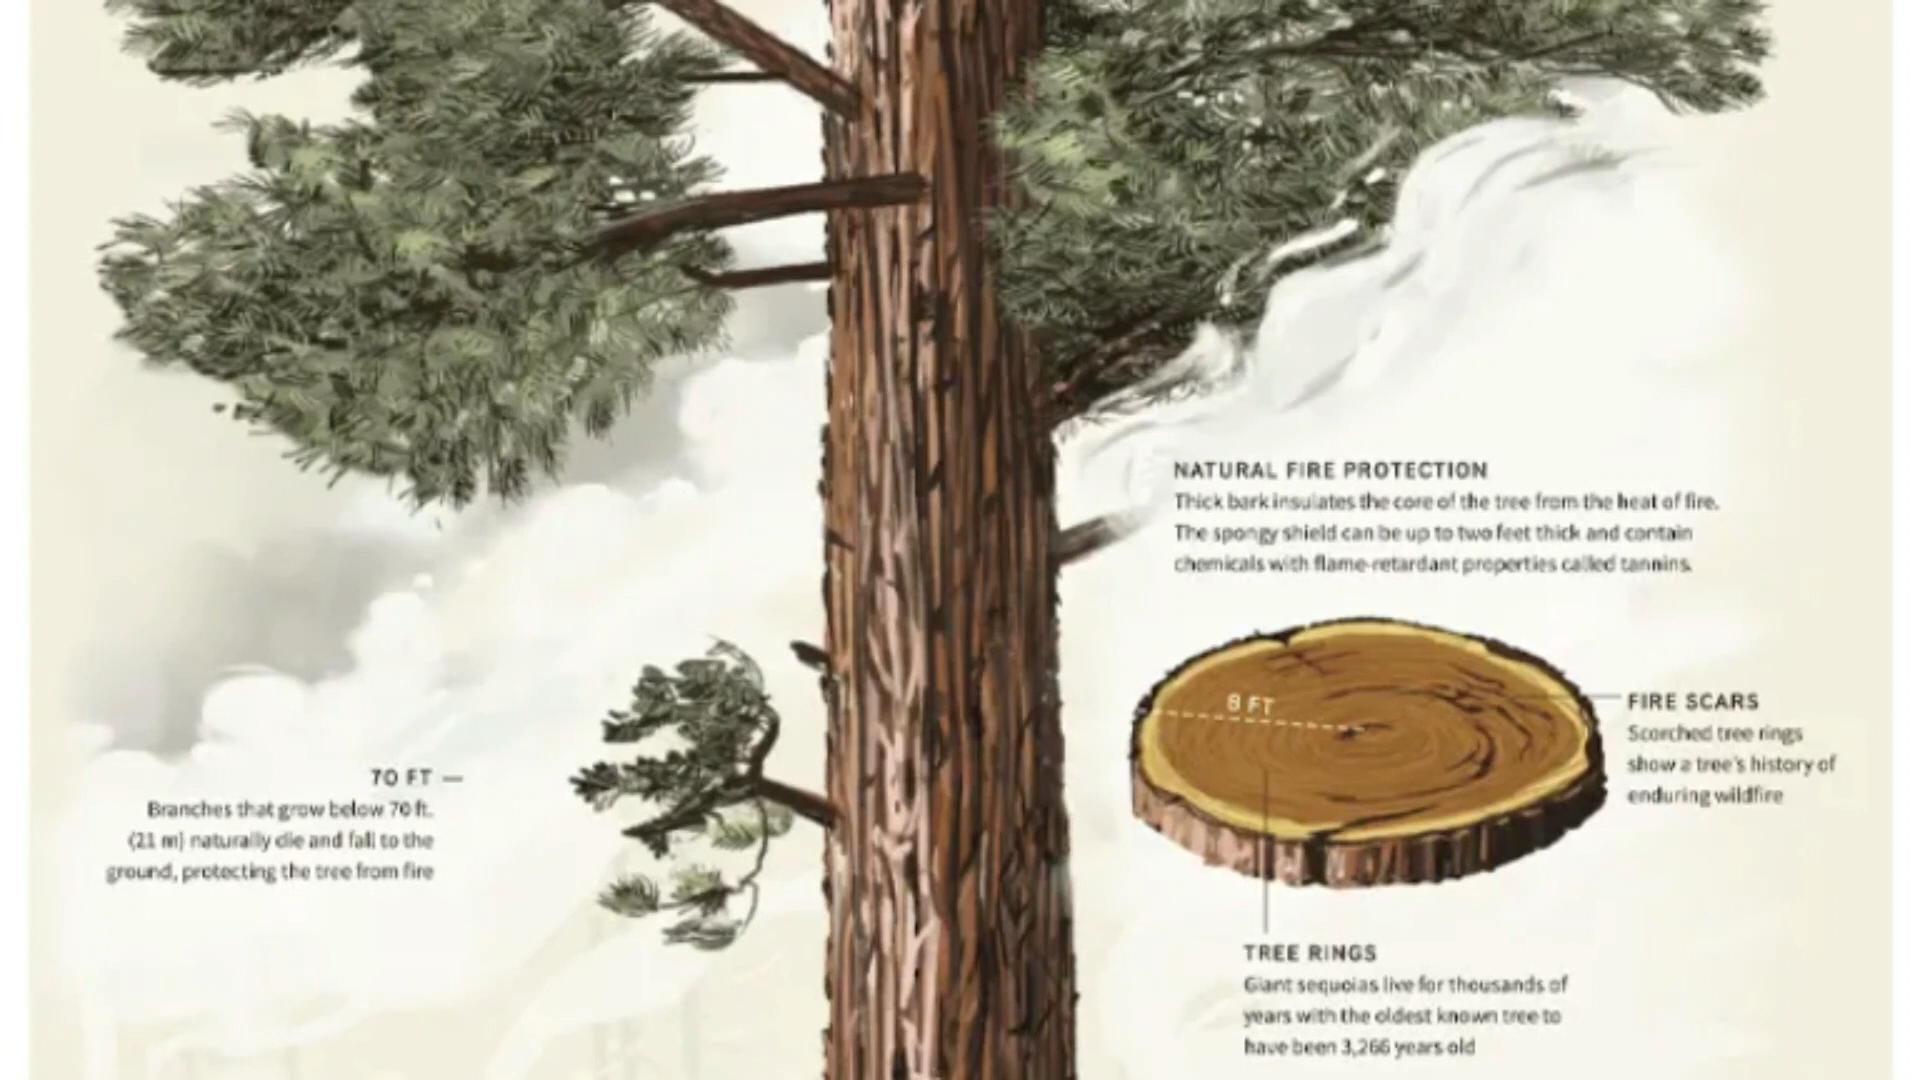 NATURAL FIRE PROTECTION
Thick bark insulates the core of the tree from the heat of fire.
The spongy shield can be up to two feet thick and contain
chemicals with flame-retardant properties called tannins.
8 FT
FIRE SCARS
Scorched tree rings
show a tree's history of
enduring wildfire
70 FT —
Branches that grow below 70 ft.
(21 m) naturally die and fall to the
ground, protecting the tree from fire
TREE RINGS
Giant sequoias live for thousands of
years with the oldest known tree to
have been 3,266 years old